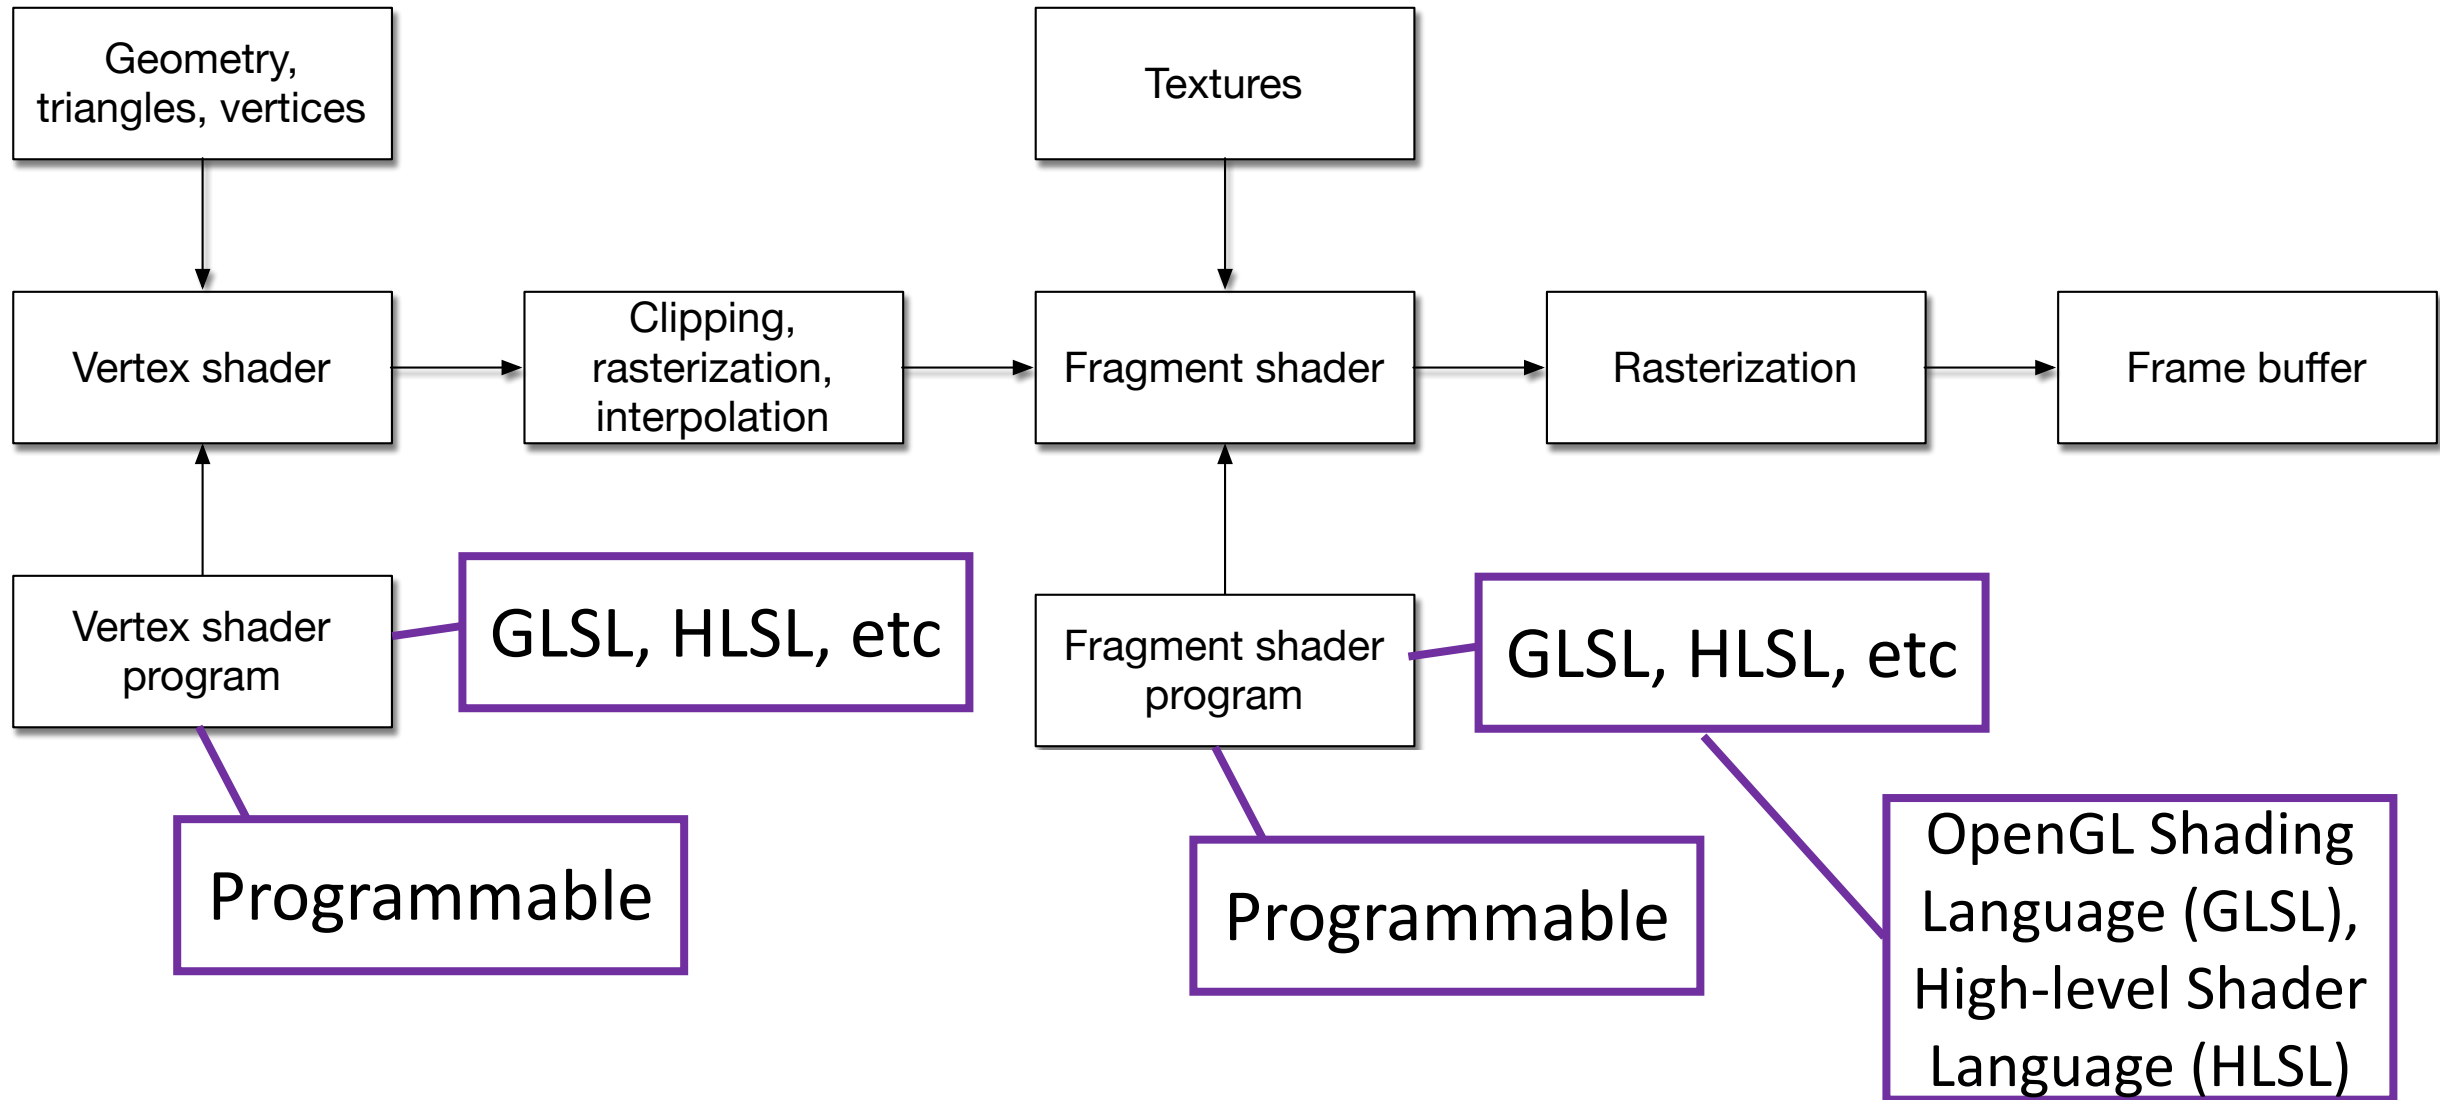 Geometry,
triangles, vertices
Textures
Vertex shader
Clipping,
rasterization,
interpolation
Fragment shader
Rasterization
Frame buffer
Vertex shader
program
GLSL, HLSL, etc
Fragment shader
program
GLSL, HLSL, etc
Programmable
Programmable
OpenGL Shading
Language (GLSL),
High-level Shader
Language (HLSL)